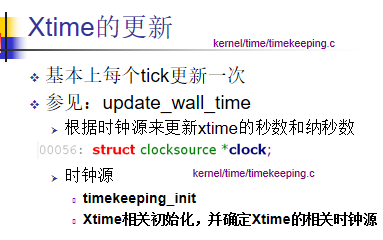 Xtime的更新
kernel/time/timekeeping.c
基本上每个tick更新一次
参见：update_wall_time
根据时钟源来更新xtime的秒数和纳秒数
00056: struct clocksource *clock;
时钟源
kernel/time/timekeeping.c
timekeeping_init
Xtime相关初始化，并确定Xtime的相关时钟源